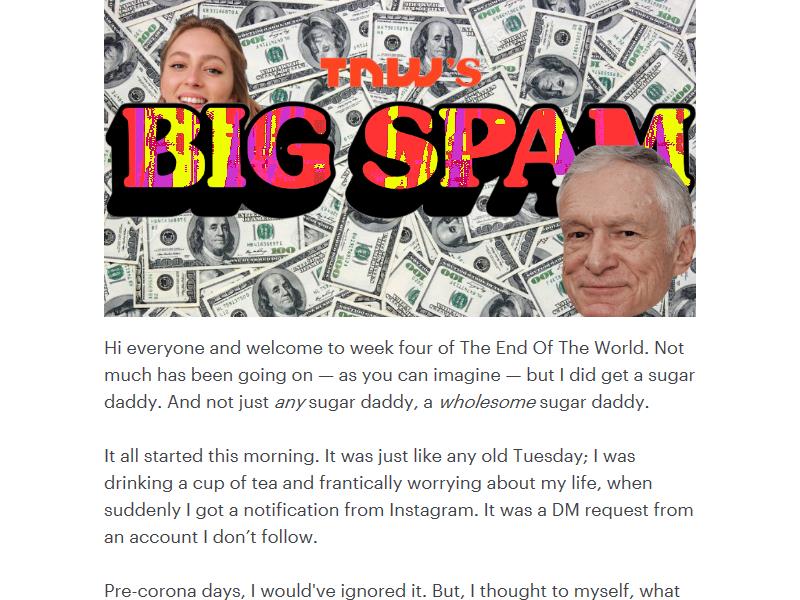 TNW'S
BIG SPAM
Hi everyone and welcome to week four of The End Of The World. Not
much has been going on — as you can imagine — but I did get a sugar
daddy. And not just any sugar daddy, a wholesome sugar daddy.
It all started this morning. It was just like any old Tuesday; I was
drinking a cup of tea and frantically worrying about my life, when
suddenly I got a notification from Instagram. It was a DM request from
an account I don’t follow.
Pre-corona days, I would've ignored it. But, I thought to myself, what